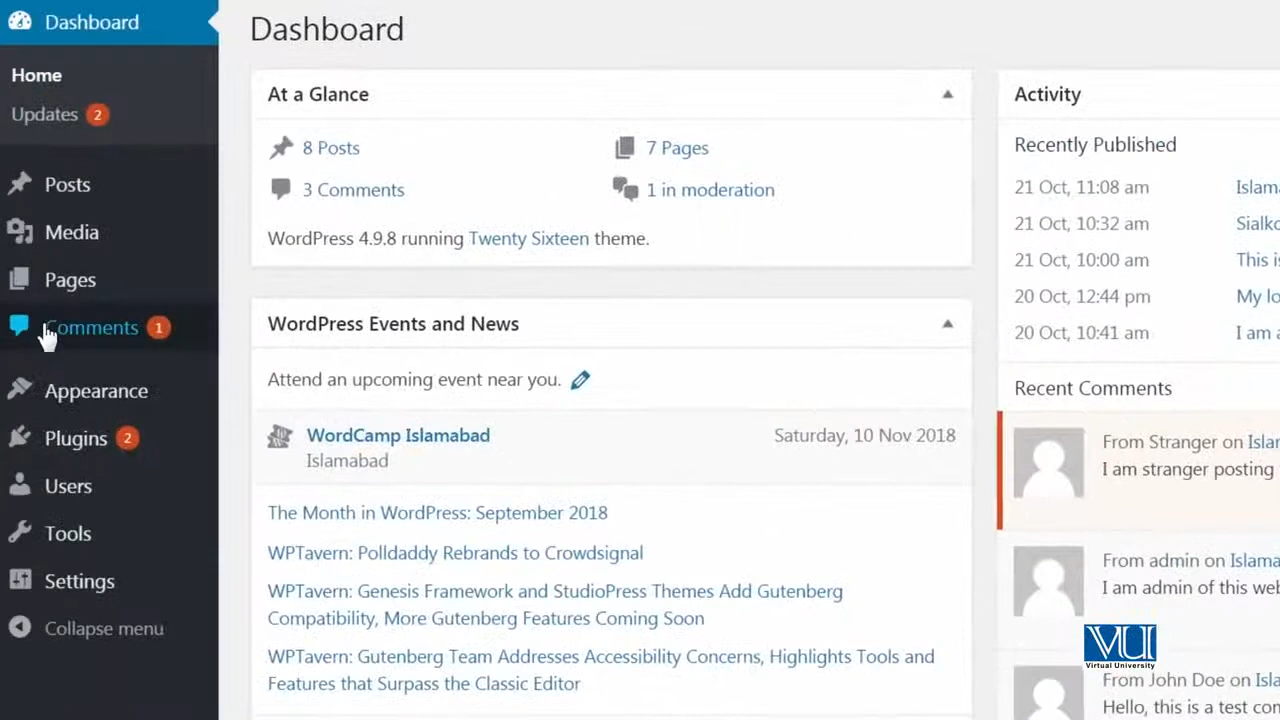 Dashboard
Home
Updates 2
Posts
Media
Pages
Comments 1
Appearance
Plugins 2
Users
Tools
Settings
Collapse menu
Dashboard
At a Glance
8 Posts
7 Pages
3 Comments
1 in moderation
WordPress 4.9.8 running Twenty Sixteen theme.
WordPress Events and News
Attend an upcoming event near you.
WordCamp Islamabad
Saturday, 10 Nov 2018
Islamabad
The Month in WordPress: September 2018
WPTavern: Polldaddy Rebrands to Crowdsignal
WPTavern: Genesis Framework and StudioPress Themes Add Gutenberg
Compatibility, More Gutenberg Features Coming Soon
WPTavern: Gutenberg Team Addresses Accessibility Concerns, Highlights Tools and
Features that Surpass the Classic Editor
Activity
Recently Published
21 Oct, 11:08 am Islam
21 Oct, 10:32 am Sialko
21 Oct, 10:00 am This i
20 Oct, 12:44 pm My lo
20 Oct, 10:41 am I am a
Recent Comments
From Stranger on Islar
I am stranger posting
From admin on Islama
I am admin of this web
From John Doe on Isla
Hello, this is a test com
VU
Virtual University